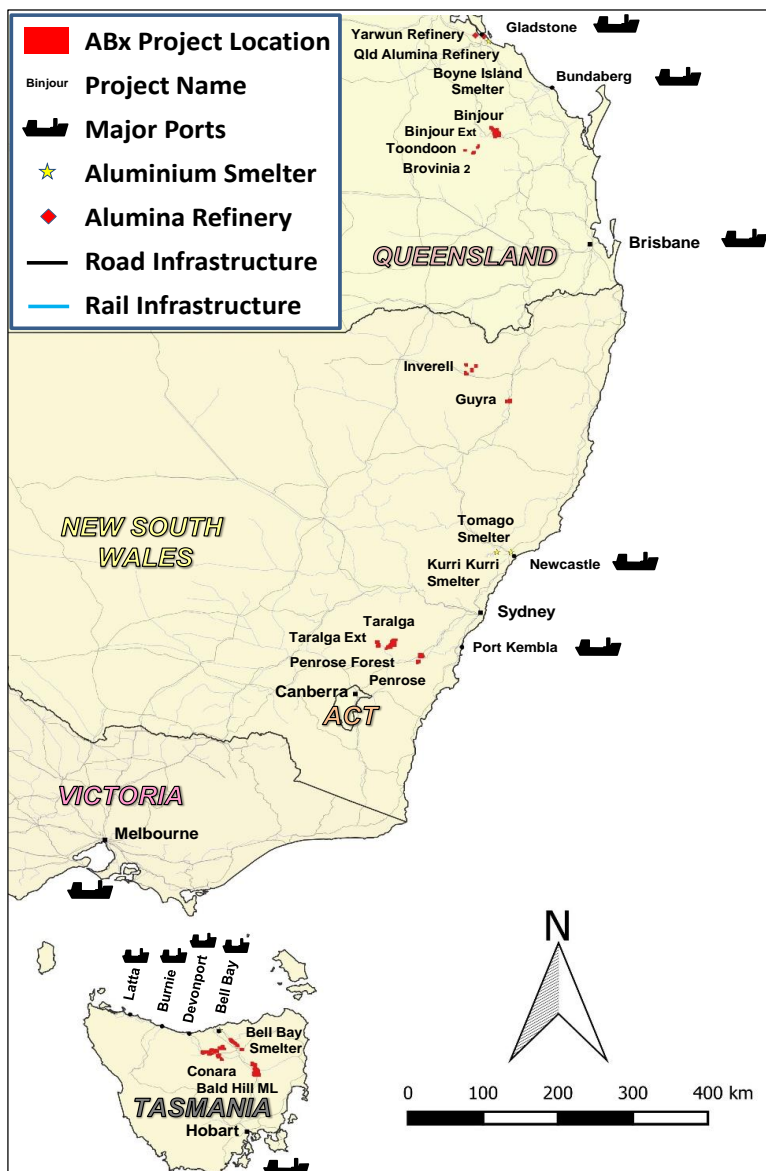 ABx Project Location
Binjour Project Name
Major Ports
Aluminium Smelter
Alumina Refinery
Road Infrastructure
Rail Infrastructure
Yarwun Refinery
Gladstone
Qld Alumina Refinery
Boyne Island
Smelter
Bundaberg
Binjour
Binjour Ext
Toondoon
Brovinia 2
Brisbane
QUEENSLAND
Inverell
Guyra
NEW SOUTH
WALES
Tomago
Smelter
Kurri Kurri
Smelter
Newcastle
Sydney
Taralga
Taralga Ext
Port Kembla
Penrose Forest
Penrose
Canberra
ACT
VICTORIA
Melbourne
Latta
Burnie
Devonport
Bell Bay
N
Bell Bay
Smelter
Conara
Bald Hill ML
TASMANIA
Hobart
0 100 200 300 400 km